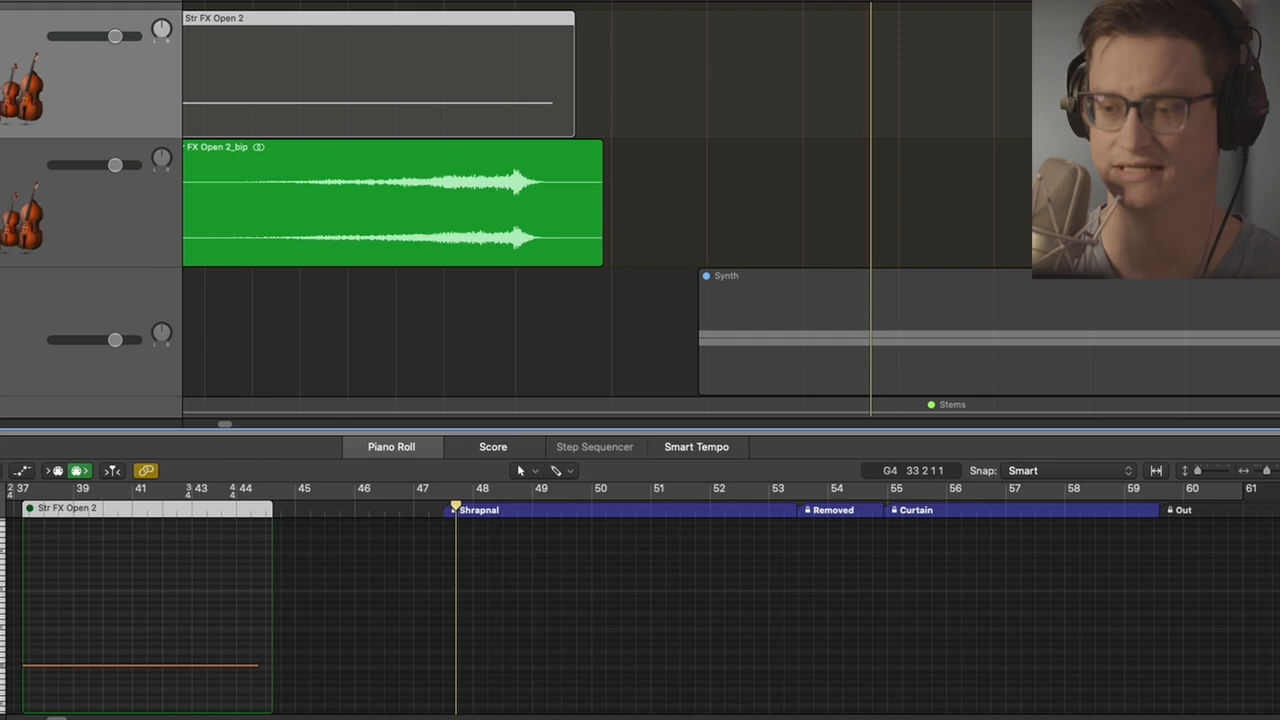 Str FX Open 2
FX Open 2_bip
Synth
Stems
Piano Roll
Score
Step Sequencer
Smart Tempo
G4 33 2 1 1
Snap: Smart
37 39 41 43 44 45 46 47 48 49 50 51 52 53 54 55 56 57 58 59 60 61
Str FX Open 2
Shrapnal
Removed
Curtain
Out